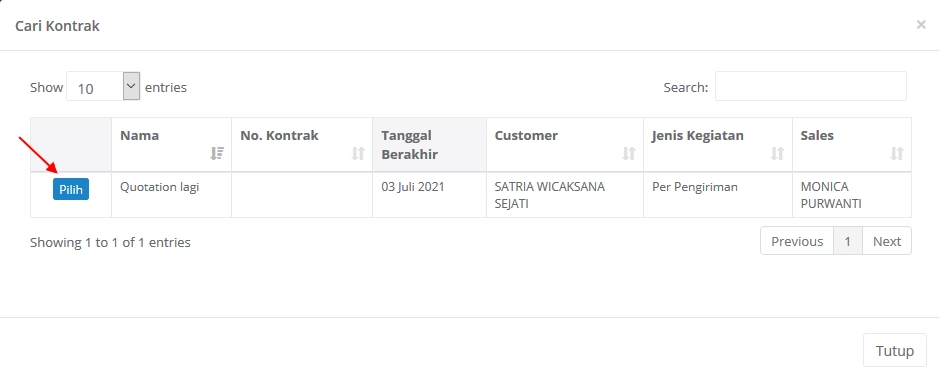 Cari Kontrak ×
Show 10 entries Search:
Nama No. Kontrak Tanggal Berakhir Customer Jenis Kegiatan Sales
Pilih Quotation lagi 03 Juli 2021 SATRIA WICAKSANA SEJATI Per Pengiriman MONICA PURWANTI
Showing 1 to 1 of 1 entries Previous 1 Next
Tutup